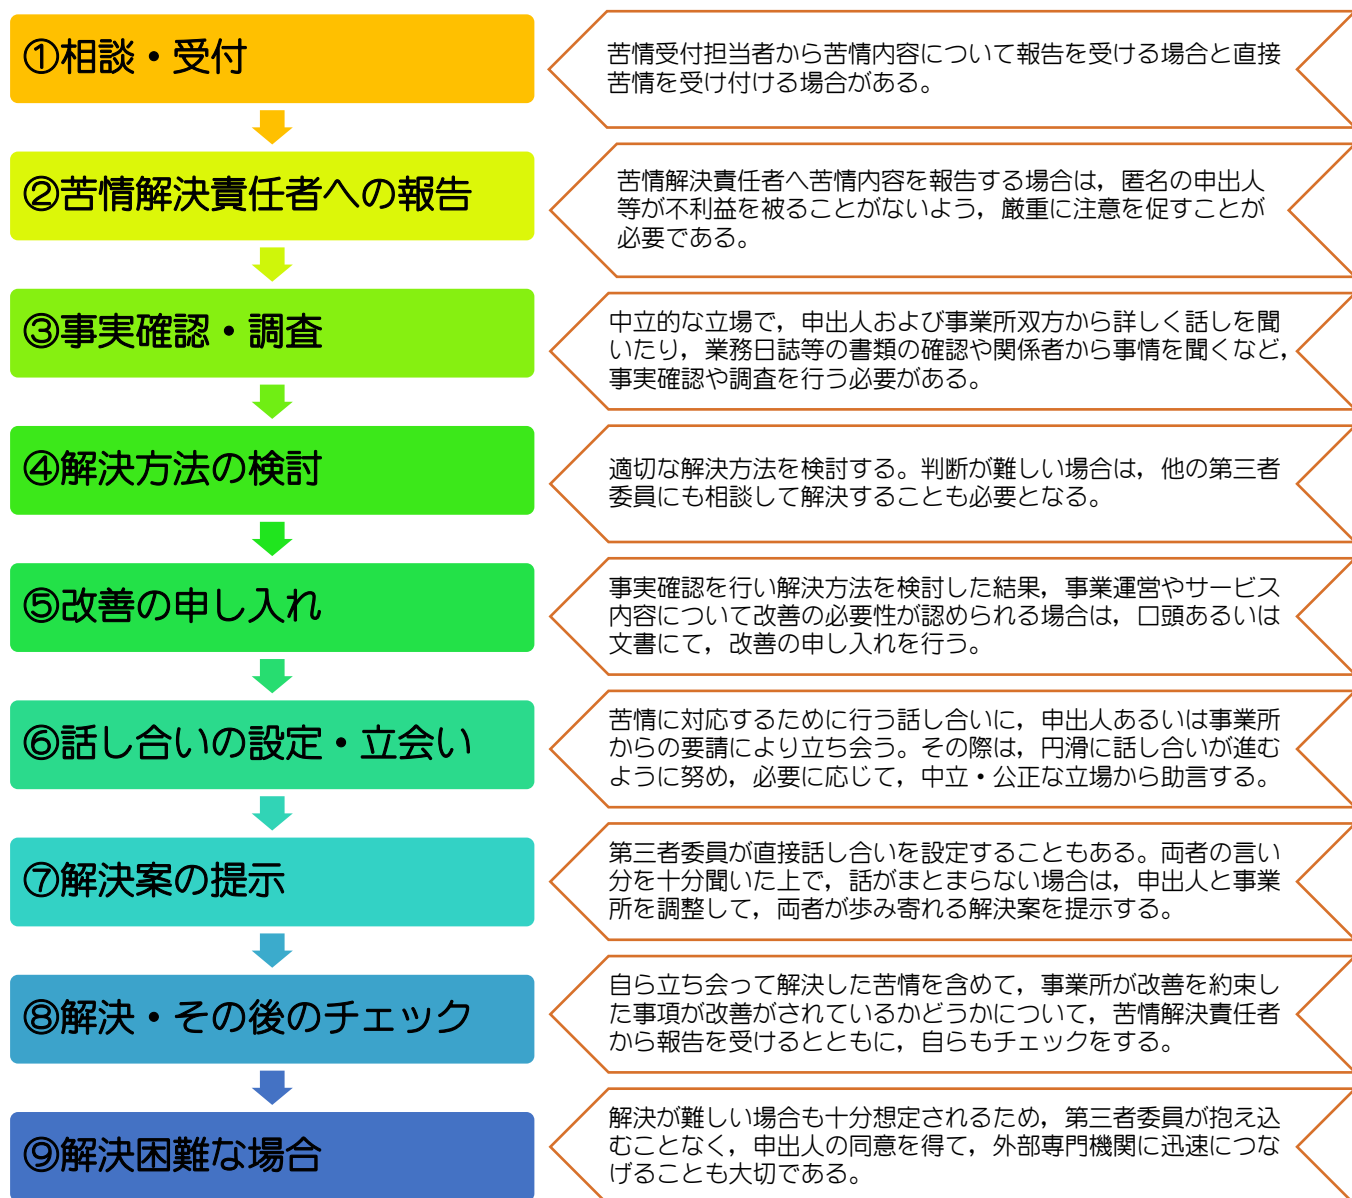 ①相談・受付
苦情受付担当者から苦情内容について報告を受ける場合と直接
苦情を受け付ける場合がある。
②苦情解決責任者への報告
苦情解決責任者へ苦情内容を報告する場合は，匿名の申出人
等が不利益を被ることがないよう，厳重に注意を促すことが
必要である。
③事実確認・調査
中立的な立場で，申出人および事業所双方から詳しく話しを聞
いたり，業務日誌等の書類の確認や関係者から事情を聞くなど，
事実確認や調査を行う必要がある。
④解決方法の検討
適切な解決方法を検討する。判断が難しい場合は，他の第三者
委員にも相談して解決することも必要となる。
⑤改善の申し入れ
事実確認を行い解決方法を検討した結果，事業運営やサービス
内容について改善の必要性が認められる場合は，口頭あるいは
文書にて，改善の申し入れを行う。
⑥話し合いの設定・立会い
苦情に対応するために行う話し合いに，申出人あるいは事業所
からの要請により立ち会う。その際は，円滑に話し合いが進む
ように努め，必要に応じて，中立・公正な立場から助言する。
⑦解決案の提示
第三者委員が直接話し合いを設定することもある。両者の言い
分を十分聞いた上で，話がまとまらない場合は，申出人と事業
所を調整して，両者が歩み寄れる解決案を提示する。
⑧解決・その後のチェック
自ら立ち会って解決した苦情を含めて，事業所が改善を約束し
た事項が改善がされているかどうかについて，苦情解決責任者
から報告を受けるとともに，自らもチェックをする。
⑨解決困難な場合
解決が難しい場合も十分想定されるため，第三者委員が抱え込
むことなく，申出人の同意を得て，外部専門機関に迅速につな
げることも大切である。